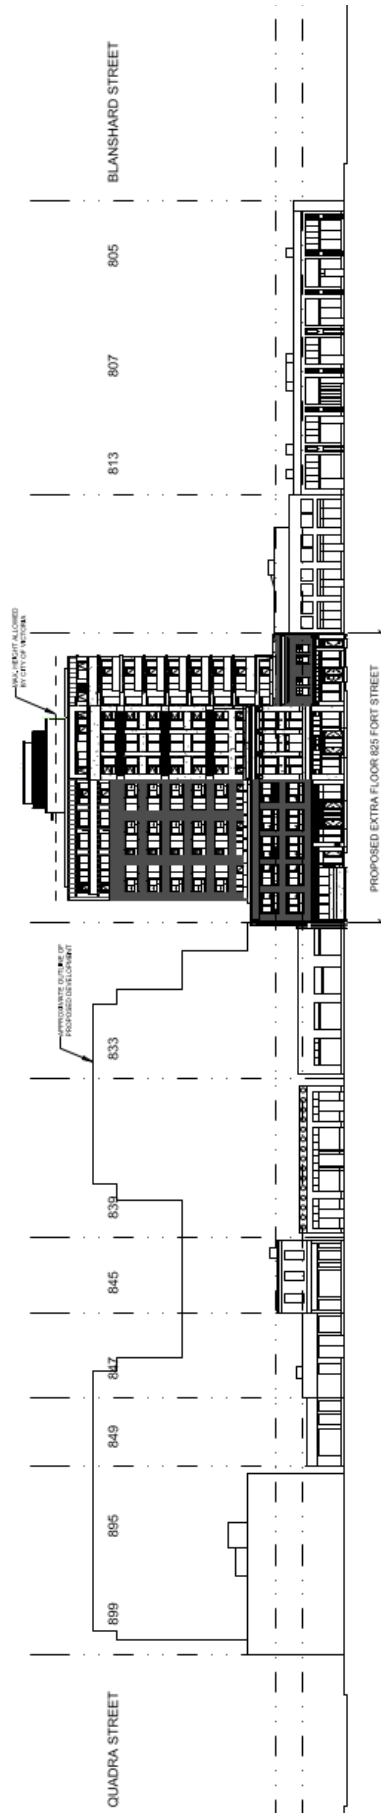 MAX. HEIGHT ALLOWED
BY CITY OF VICTORIA
APPROXIMATE OUTLINE OF
PROPOSED DEVELOPMENT
QUADRA STREET
899
895
849
847
845
839
833
813
807
805
BLANSHARD STREET
PROPOSED EXTRA FLOOR 825 FORT STREET